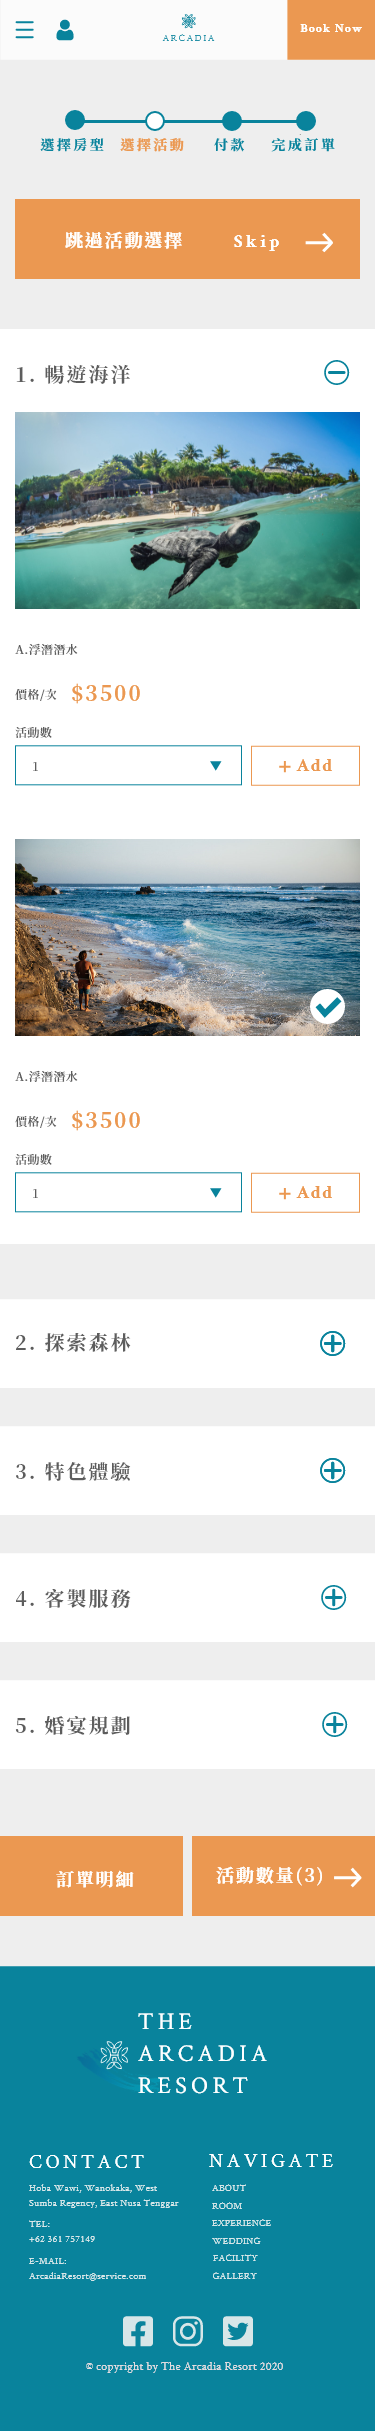 ARCADIA
Book Now
選擇房型 選擇活動 付款 完成訂單
跳過活動選擇 Skip
1. 暢遊海洋
A.浮潛潛水
價格/次 $3500
活動數
1
+ Add
A.浮潛潛水
價格/次 $3500
活動數
1
+ Add
2. 探索森林
3. 特色體驗
4. 客製服務
5. 婚宴規劃
訂單明細
活動數量(3)
THE
ARCADIA
RESORT
CONTACT
Hoba Wawi, Wanokaka, West
Sumba Regency, East Nusa Tenggar
TEL:
+62 361 757149
E-MAIL:
ArcadiaResort@service.com
NAVIGATE
ABOUT
ROOM
EXPERIENCE
WEDDING
FACILITY
GALLERY
© copyright by The Arcadia Resort 2020